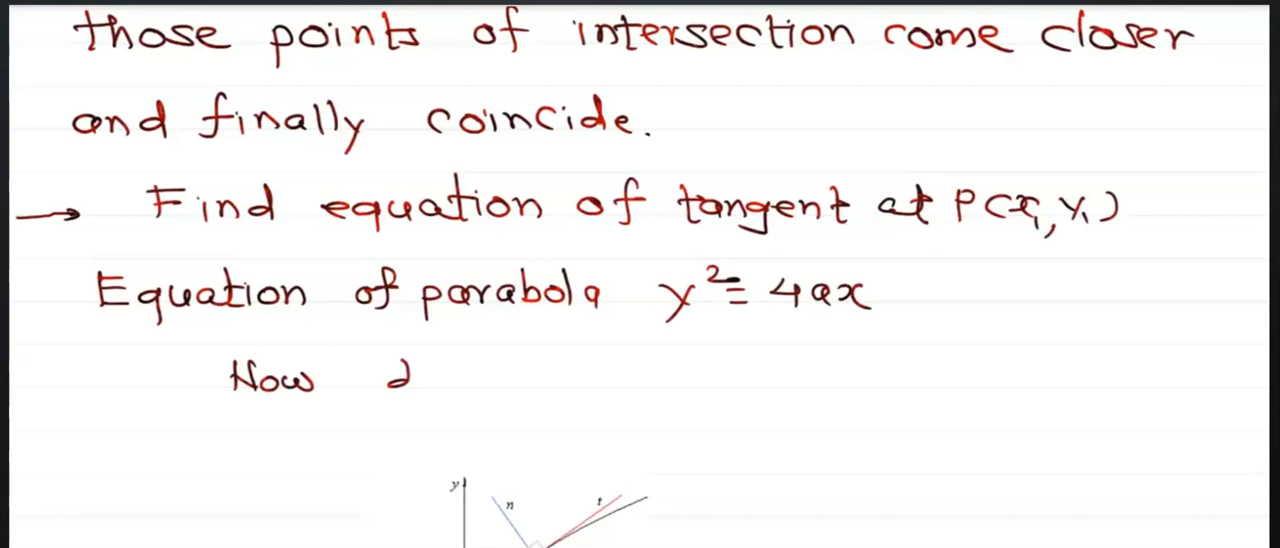 those points of intersection come closer
and finally coincide.
→ Find equation of tangent at P(x₁, y₁)
Equation of parabola y² = 4ax
Now d
y
n
t